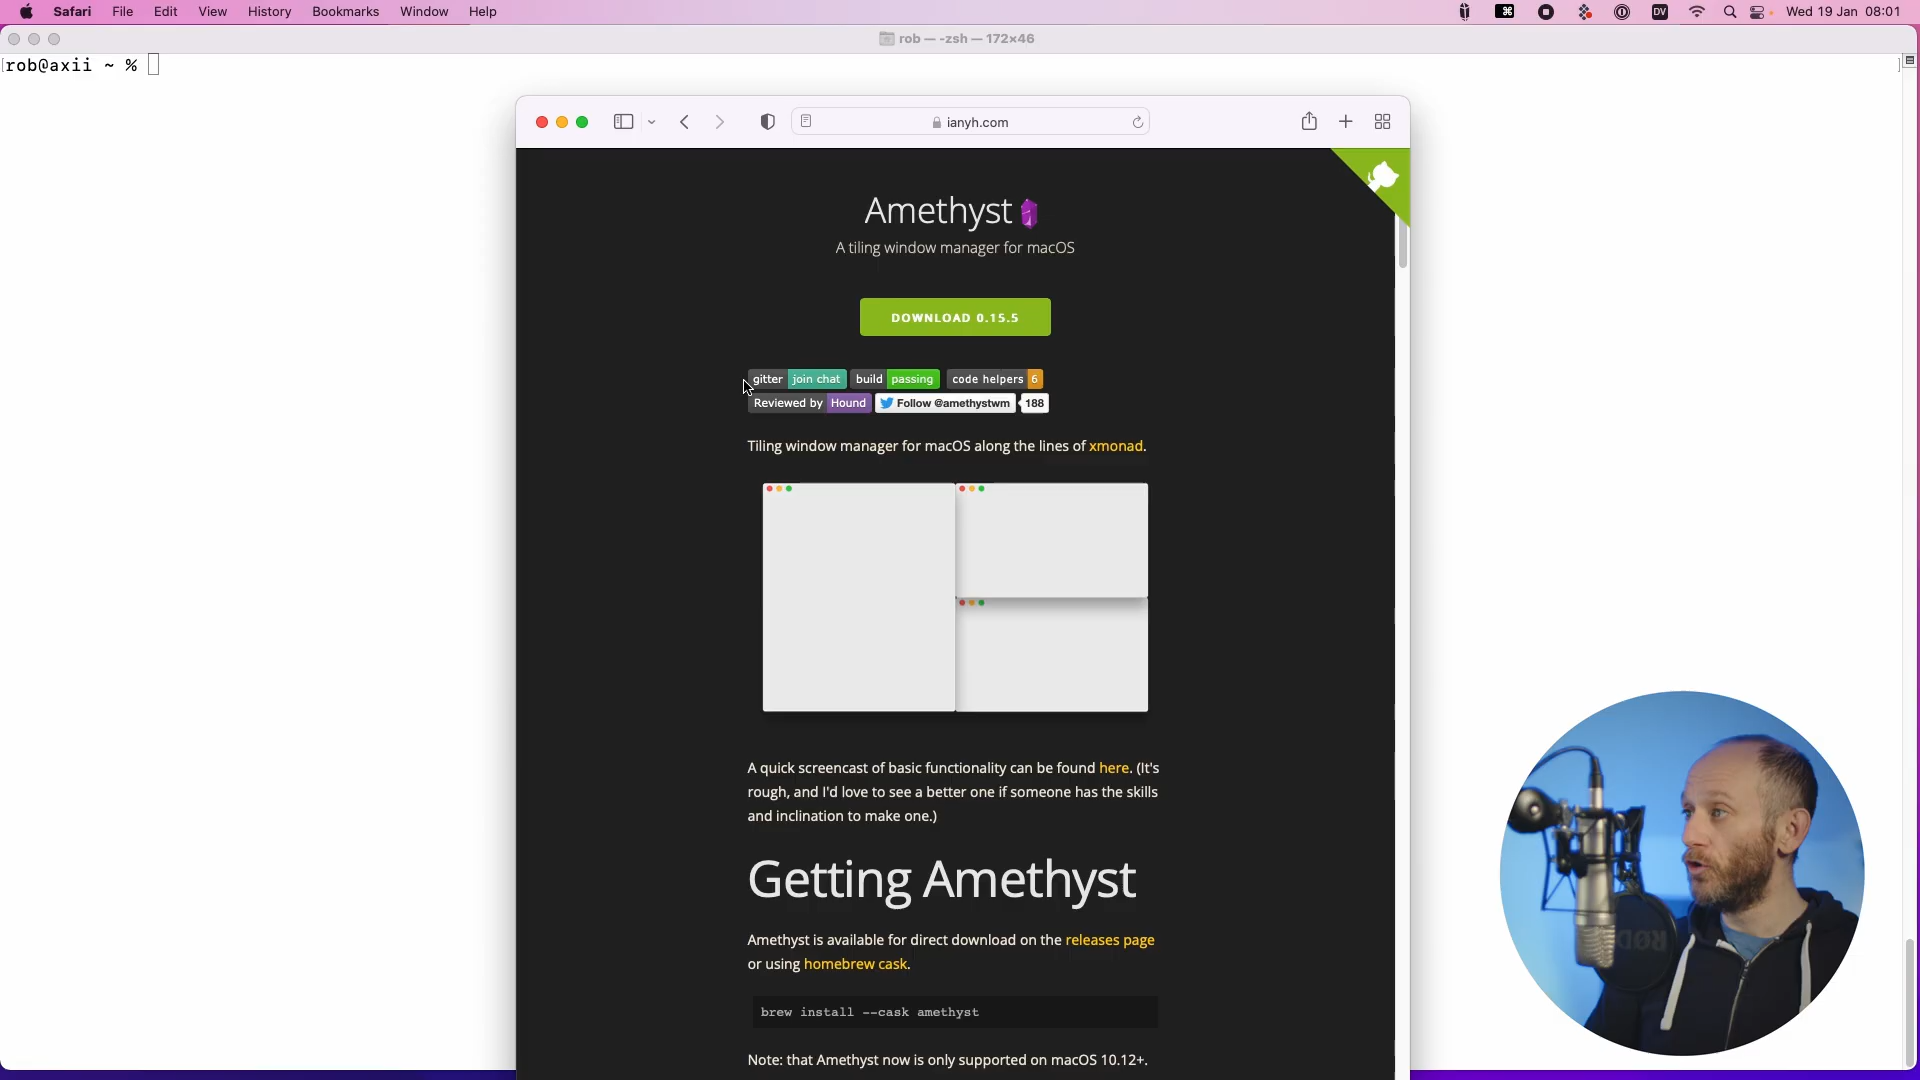 Safari File Edit View History Bookmarks Window Help
DV Wed 19 Jan 08:01
rob — -zsh — 172×46
rob@axii ~ %
ianyh.com
Amethyst
A tiling window manager for macOS
DOWNLOAD 0.15.5
gitter join chat build passing code helpers 6
Reviewed by Hound Follow @amethystwm 188
Tiling window manager for macOS along the lines of xmonad.
A quick screencast of basic functionality can be found here. (It's
rough, and I'd love to see a better one if someone has the skills
and inclination to make one.)
Getting Amethyst
Amethyst is available for direct download on the releases page
or using homebrew cask.
brew install --cask amethyst
Note: that Amethyst now is only supported on macOS 10.12+.
RØDE